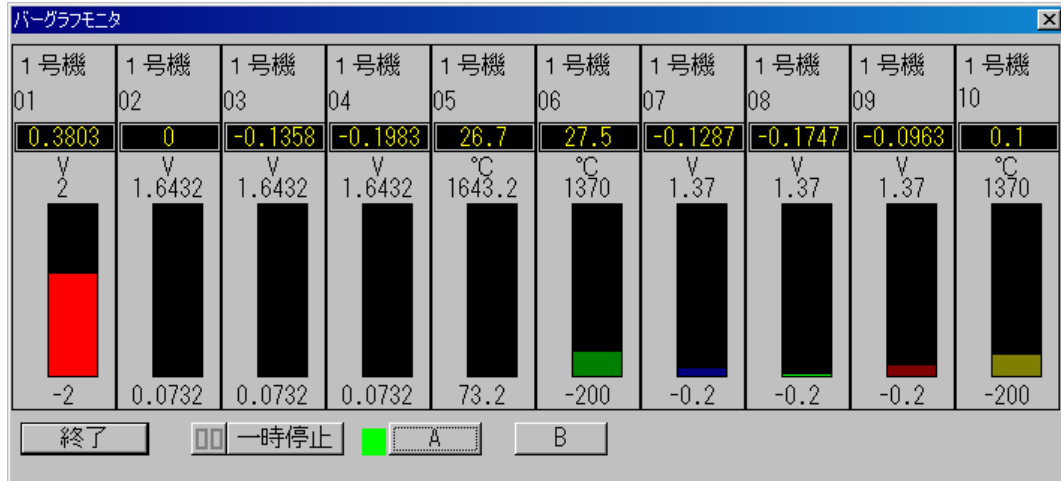 バーグラフモニタ
１号機 １号機 １号機 １号機 １号機 １号機 １号機 １号機 １号機 １号機
01 02 03 04 05 06 07 08 09 10
0.3803 0 -0.1358 -0.1983 26.7 27.5 -0.1287 -0.1747 -0.0963 0.1
V V V V ℃ ℃ V V V ℃
2 1.6432 1.6432 1.6432 1643.2 1370 1.37 1.37 1.37 1370
-2 0.0732 0.0732 0.0732 73.2 -200 -0.2 -0.2 -0.2 -200
終了 一時停止 A B